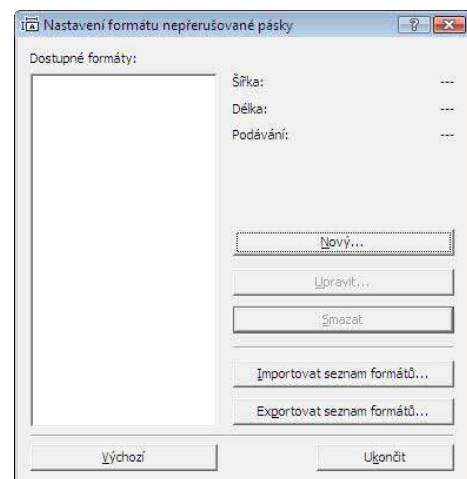 Nastavení formátu nepřerušované pásky
Dostupné formáty:
Šířka: ---
Délka: ---
Podávání: ---
Nový...
Upravit...
Smazat
Importovat seznam formátů...
Exportovat seznam formátů...
Výchozí
Ukončit